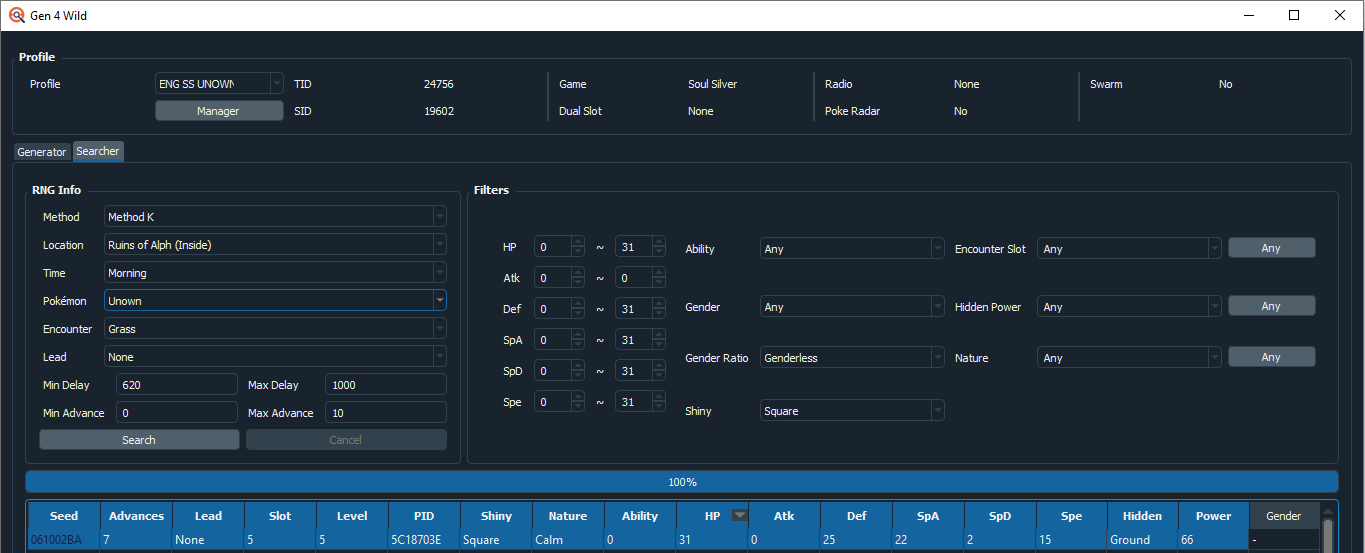 Gen 4 Wild
Profile
Profile ENG SS UNOWN TID 24756 Game Soul Silver Radio None Swarm No
Manager SID 19602 Dual Slot None Poke Radar No
Generator Searcher
RNG Info
Method Method K
Location Ruins of Alph (Inside)
Time Morning
Pokémon Unown
Encounter Grass
Lead None
Min Delay 620 Max Delay 1000
Min Advance 0 Max Advance 10
Search Cancel
Filters
HP 0 ~ 31 Ability Any Encounter Slot Any Any
Atk 0 ~ 0
Def 0 ~ 31 Gender Any Hidden Power Any Any
SpA 0 ~ 31
SpD 0 ~ 31 Gender Ratio Genderless Nature Any Any
Spe 0 ~ 31
Shiny Square
100%
Seed Advances Lead Slot Level PID Shiny Nature Ability HP Atk Def SpA SpD Spe Hidden Power Gender
061002BA 7 None 5 5 5C18703E Square Calm 0 31 0 25 22 2 15 Ground 66 -